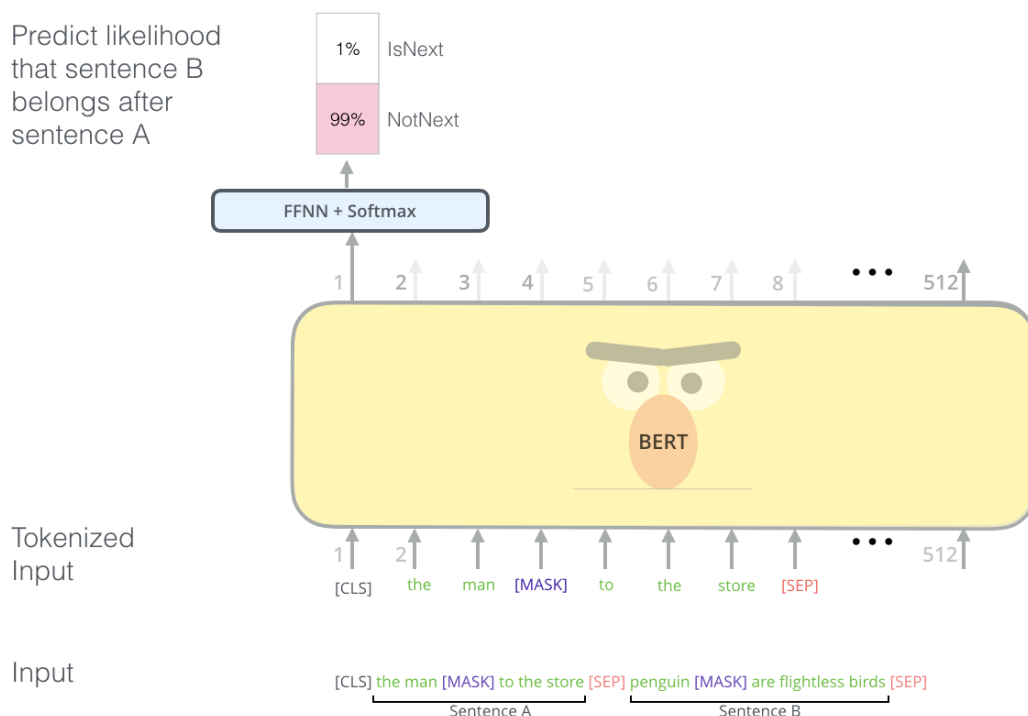 Predict likelihood
that sentence B
belongs after
sentence A
1% IsNext
99% NotNext
FFNN + Softmax
1 2 3 4 5 6 7 8 ••• 512
BERT
Tokenized
Input
1 2 ••• 512
[CLS] the man [MASK] to the store [SEP]
Input
[CLS] the man [MASK] to the store [SEP] penguin [MASK] are flightless birds [SEP]
Sentence A Sentence B